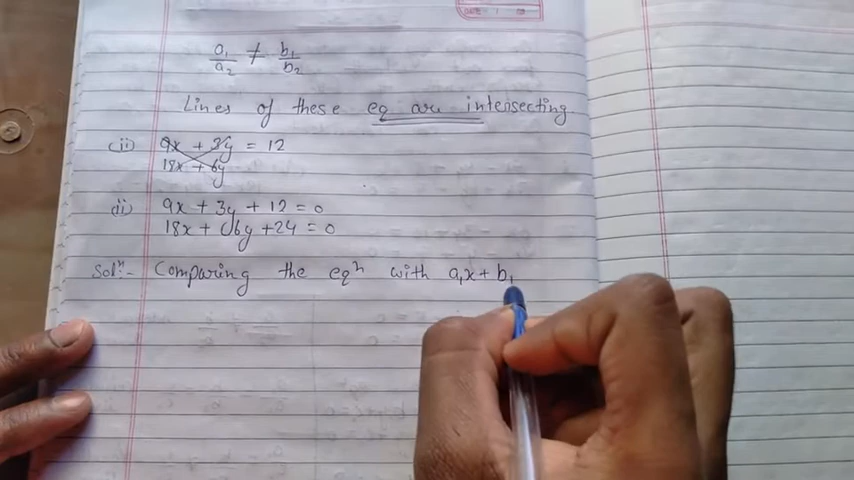 a₁/a₂ ≠ b₁/b₂
Lines of these eq are intersecting
(ii) 9x + 3y = 12
18x + 6y
(ii) 9x + 3y + 12 = 0
18x + 6y + 24 = 0
Solⁿ:- Comparing the eqⁿ with a₁x + b₁